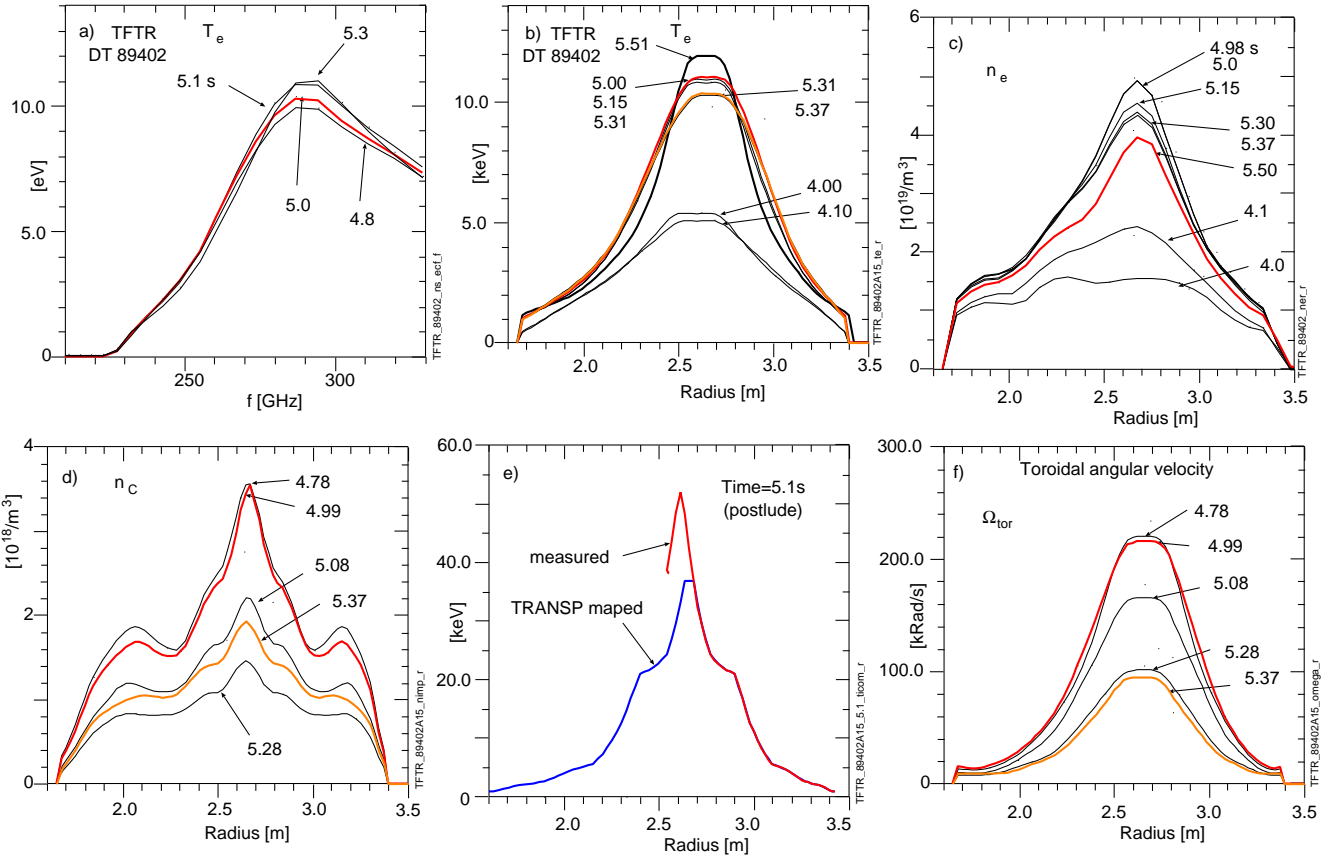 a) TFTR
DT 89402
T e
5.3
5.1 s
5.0
4.8
10.0
5.0
0
[eV]
250
300
f [GHz]
TFTR_89402_ns_ecf_f
b) TFTR
DT 89402
T e
5.51
5.00
5.15
5.31
5.31
5.37
4.00
4.10
10.0
5.0
0
[keV]
2.0
2.5
3.0
3.5
Radius [m]
TFTR_89402A15_te_r
c)
n e
4.98 s
5.0
5.15
5.30
5.37
5.50
4.1
4.0
6
4
2
0
[10^19/m^3]
2.0
2.5
3.0
3.5
Radius [m]
TFTR_89402_ner_r
d)
n C
4.78
4.99
5.08
5.37
5.28
4
2
0
[10^18/m^3]
2.0
2.5
3.0
3.5
Radius [m]
TFTR_89402A15_nimp_r
e)
Time=5.1s
(postlude)
measured
TRANSP maped
60.0
40.0
20.0
0
[keV]
2.0
2.5
3.0
3.5
Radius [m]
TFTR_89402A15_5.1_ticom_r
f)
Toroidal angular velocity
Ω tor
4.78
4.99
5.08
5.28
5.37
300.0
200.0
100.0
0
[kRad/s]
2.0
2.5
3.0
3.5
Radius [m]
TFTR_89402A15_omega_r